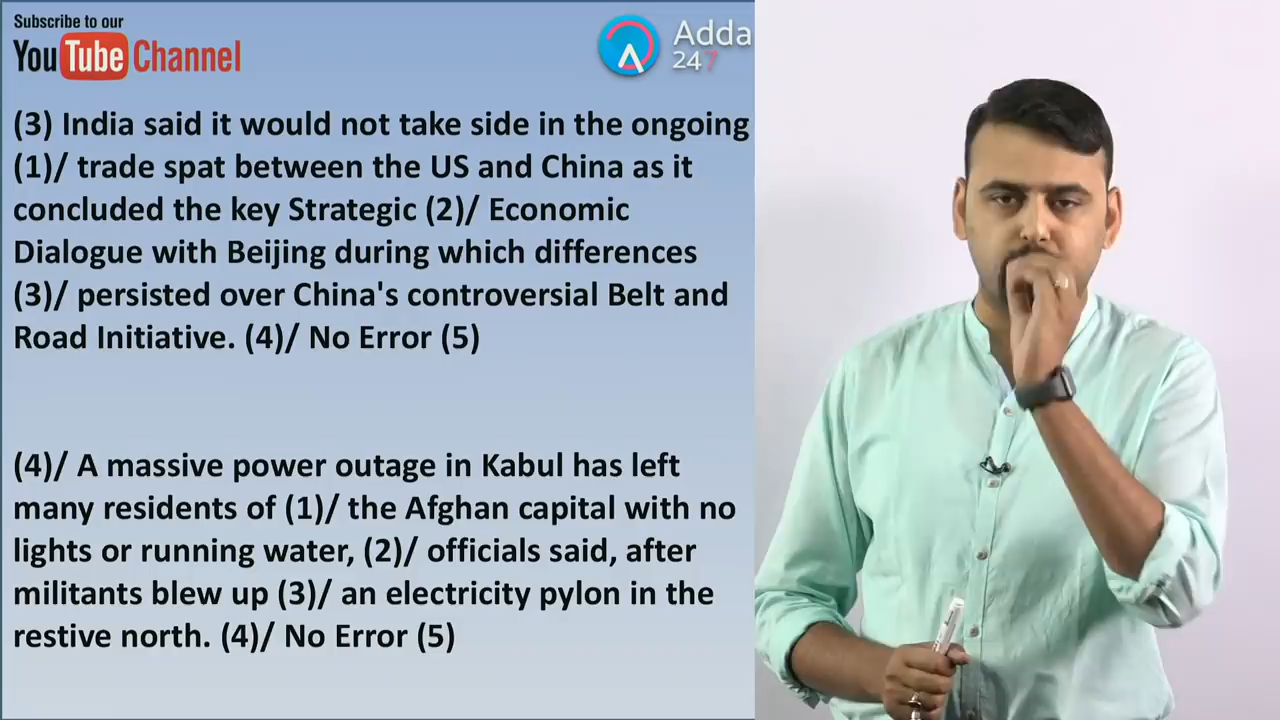 Subscribe to our
YouTube Channel
Adda
247
(3) India said it would not take side in the ongoing
(1)/ trade spat between the US and China as it
concluded the key Strategic (2)/ Economic
Dialogue with Beijing during which differences
(3)/ persisted over China's controversial Belt and
Road Initiative. (4)/ No Error (5)
(4)/ A massive power outage in Kabul has left
many residents of (1)/ the Afghan capital with no
lights or running water, (2)/ officials said, after
militants blew up (3)/ an electricity pylon in the
restive north. (4)/ No Error (5)